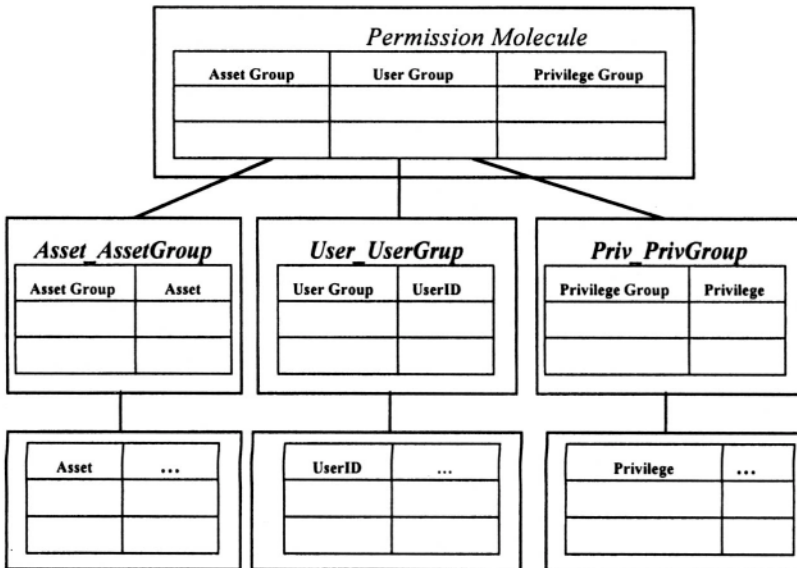 Permission Molecule
Asset Group User Group Privilege Group
Asset_AssetGroup User_UserGrup Priv_PrivGroup
Asset Group Asset User Group UserID Privilege Group Privilege
Asset ... UserID ... Privilege ...